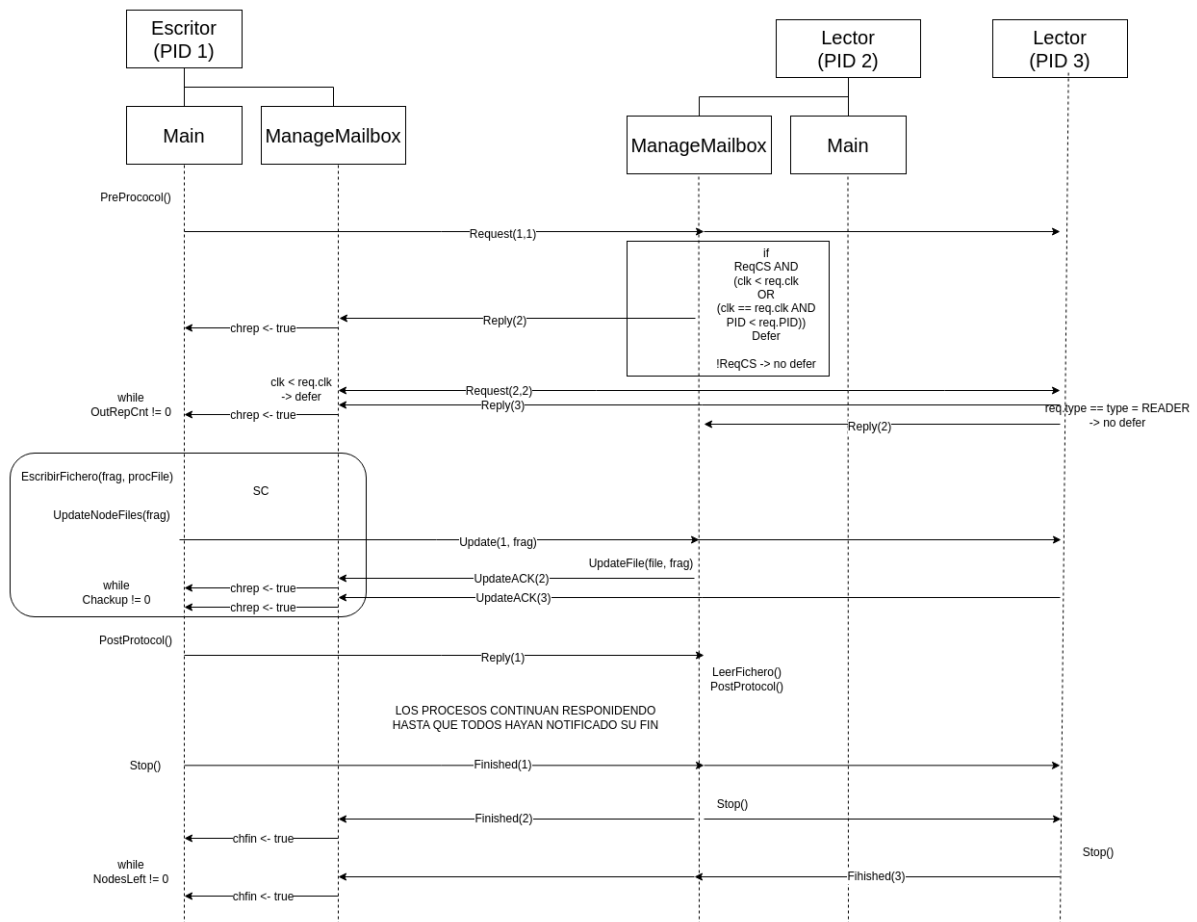 Escritor
(PID 1)
Lector
(PID 2)
Lector
(PID 3)
Main
ManageMailbox
ManageMailbox
Main
PrePrococol()
Request(1,1)
if
ReqCS AND
(clk < req.clk
OR
(clk == req.clk AND
PID < req.PID))
Defer
!ReqCS -> no defer
Reply(2)
chrep <- true
clk < req.clk
-> defer
Request(2,2)
while
OutRepCnt != 0
Reply(3)
chrep <- true
req.type == type = READER
-> no defer
Reply(2)
EscribirFichero(frag, procFile)
SC
UpdateNodeFiles(frag)
Update(1, frag)
UpdateFile(file, frag)
UpdateACK(2)
while
Chackup != 0
chrep <- true
UpdateACK(3)
chrep <- true
PostProtocol()
Reply(1)
LeerFichero()
PostProtocol()
LOS PROCESOS CONTINUAN RESPONIDENDO
HASTA QUE TODOS HAYAN NOTIFICADO SU FIN
Stop()
Finished(1)
Stop()
Finished(2)
chfin <- true
Stop()
while
NodesLeft != 0
Fihished(3)
chfin <- true